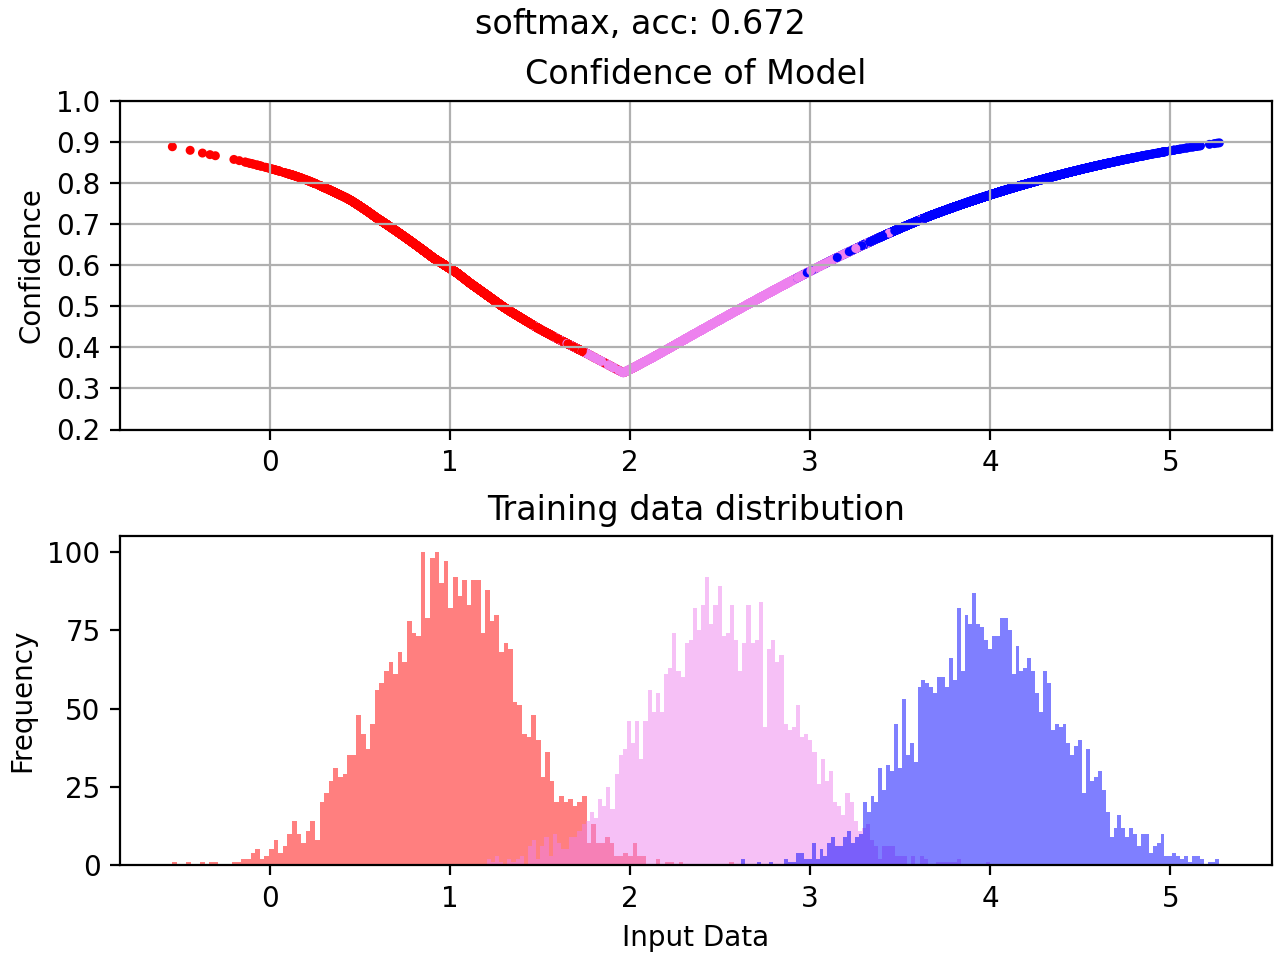 softmax, acc: 0.672
Confidence of Model
1.0
0.9
0.8
0.7
0.6
0.5
0.4
0.3
0.2
Confidence
0 1 2 3 4 5
Training data distribution
100
75
50
25
0
Frequency
0 1 2 3 4 5
Input Data